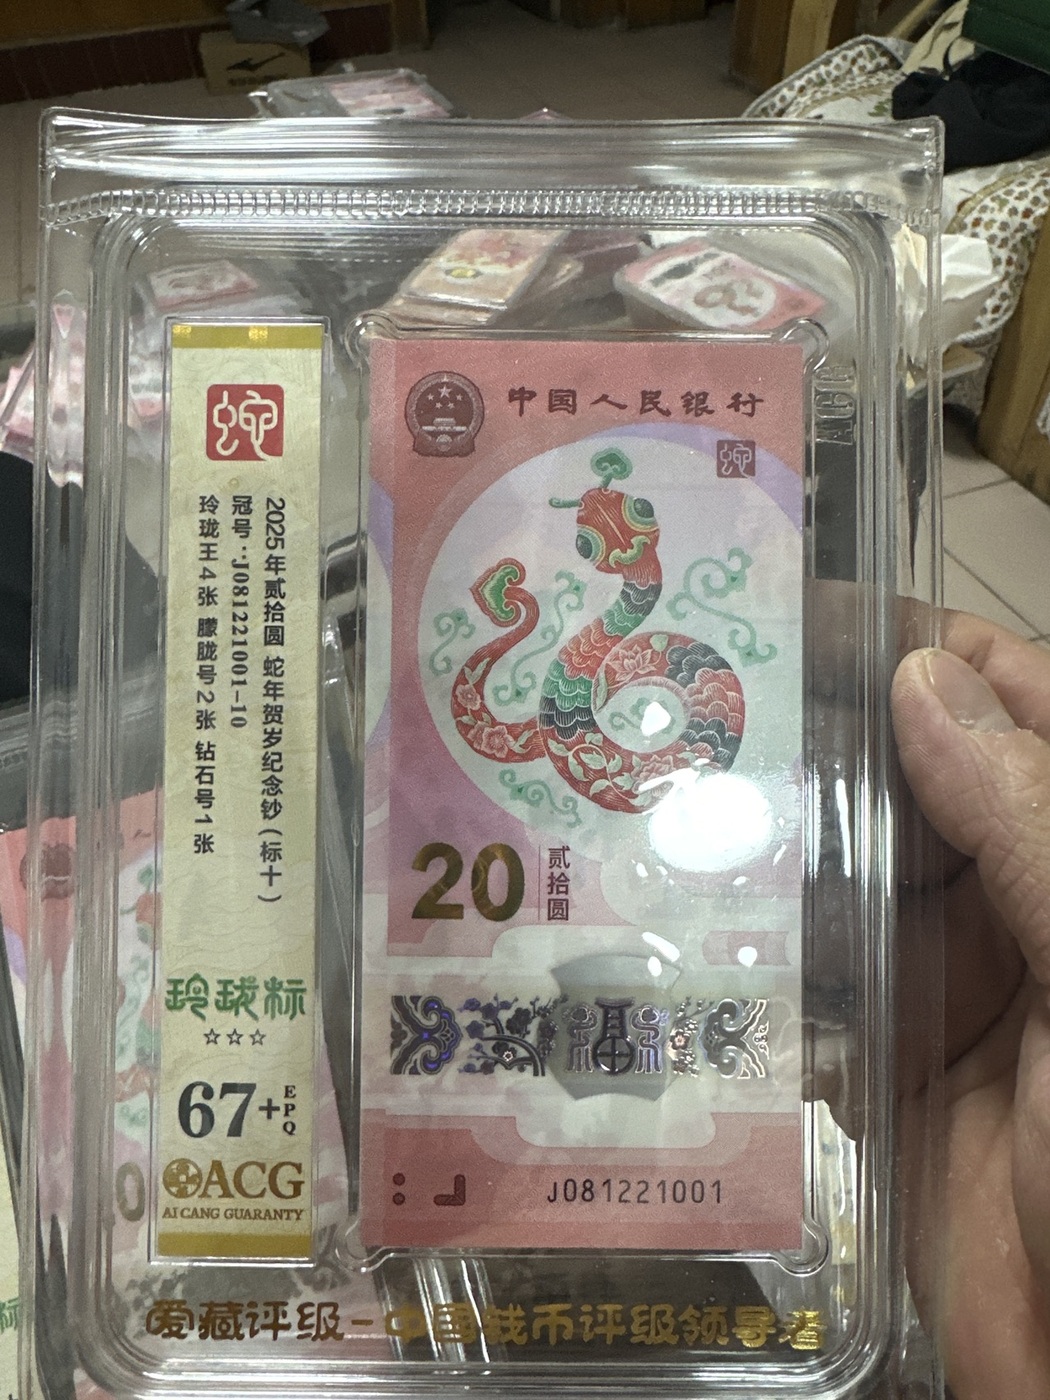 蛇
2025年贰拾圆 蛇年贺岁纪念钞(标十)
冠号:J081221001-10
玲珑王4张 朦胧号2张 钻石号1张
玲珑标
☆☆☆
67+EPQ
ACG
AI CANG GUARANTY
中国人民银行
蛇
20
贰拾圆
福
J081221001
爱藏评级-中国钱币评级领导者